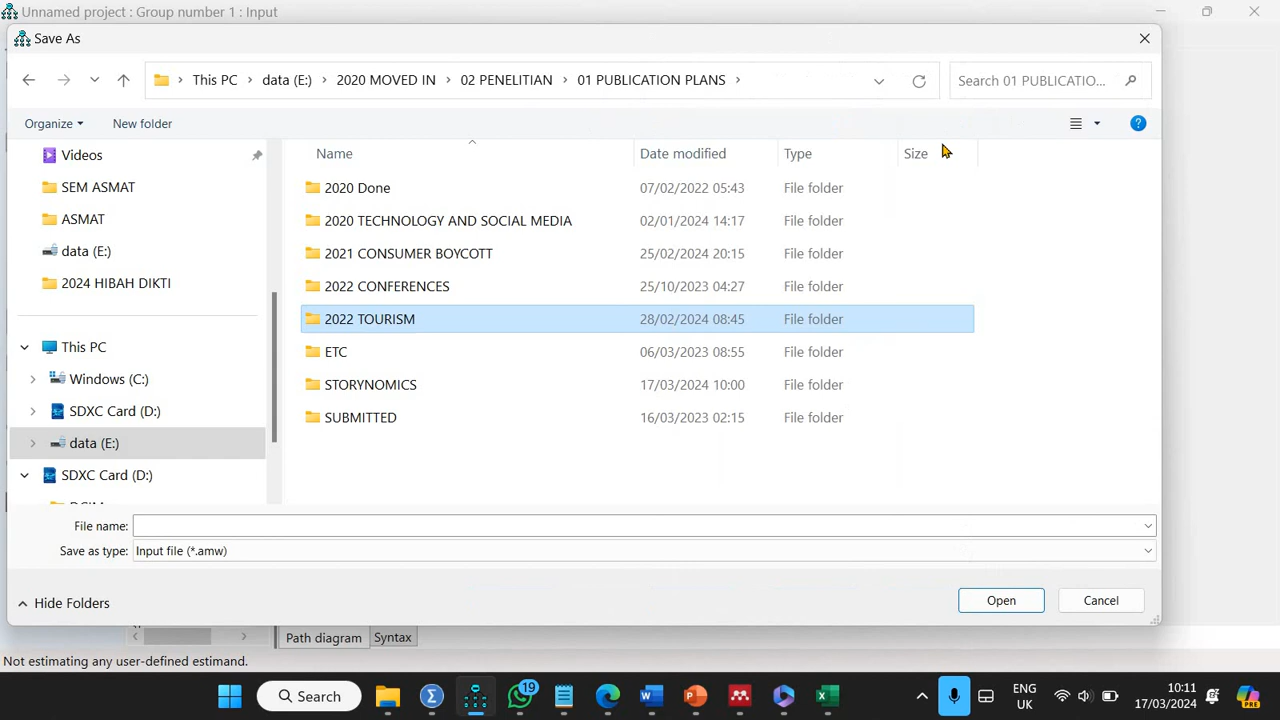 Unnamed project : Group number 1 : Input
Save As
This PC > data (E:) > 2020 MOVED IN > 02 PENELITIAN > 01 PUBLICATION PLANS >
Search 01 PUBLICATIO...
Organize
New folder
Name Date modified Type Size
Videos
SEM ASMAT
ASMAT
data (E:)
2024 HIBAH DIKTI
This PC
Windows (C:)
SDXC Card (D:)
data (E:)
SDXC Card (D:)
2020 Done 07/02/2022 05:43 File folder
2020 TECHNOLOGY AND SOCIAL MEDIA 02/01/2024 14:17 File folder
2021 CONSUMER BOYCOTT 25/02/2024 20:15 File folder
2022 CONFERENCES 25/10/2023 04:27 File folder
2022 TOURISM 28/02/2024 08:45 File folder
ETC 06/03/2023 08:55 File folder
STORYNOMICS 17/03/2024 10:00 File folder
SUBMITTED 16/03/2023 02:15 File folder
File name:
Save as type: Input file (*.amw)
Hide Folders
Open
Cancel
Path diagram Syntax
Not estimating any user-defined estimand.
Search
19
ENG
UK
10:11
17/03/2024
PRE